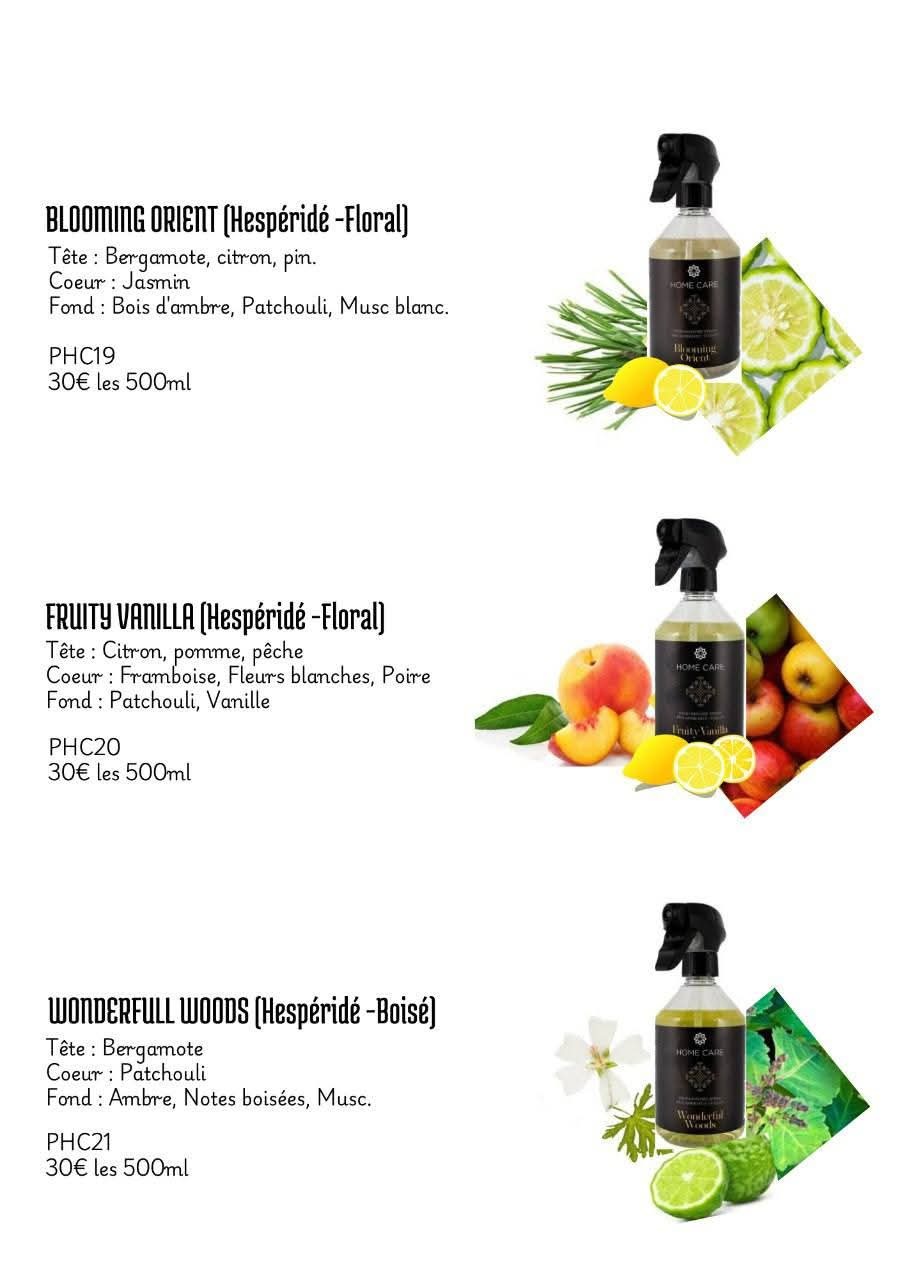 BLOOMING ORIENT (Hespéridé -Floral)
Tête : Bergamote, citron, pin.
Coeur : Jasmin
Fond : Bois d'ambre, Patchouli, Musc blanc.
PHC19
30€ les 500ml
HOME CARE
Blooming
Orient
FRUITY VANILLA (Hespéridé -Floral)
Tête : Citron, pomme, pêche
Coeur : Framboise, Fleurs blanches, Poire
Fond : Patchouli, Vanille
PHC20
30€ les 500ml
HOME CARE
Fruity Vanilla
WONDERFULL WOODS (Hespéridé -Boisé)
Tête : Bergamote
Coeur : Patchouli
Fond : Ambre, Notes boisées, Musc.
PHC21
30€ les 500ml
HOME CARE
Wonderful
Woods